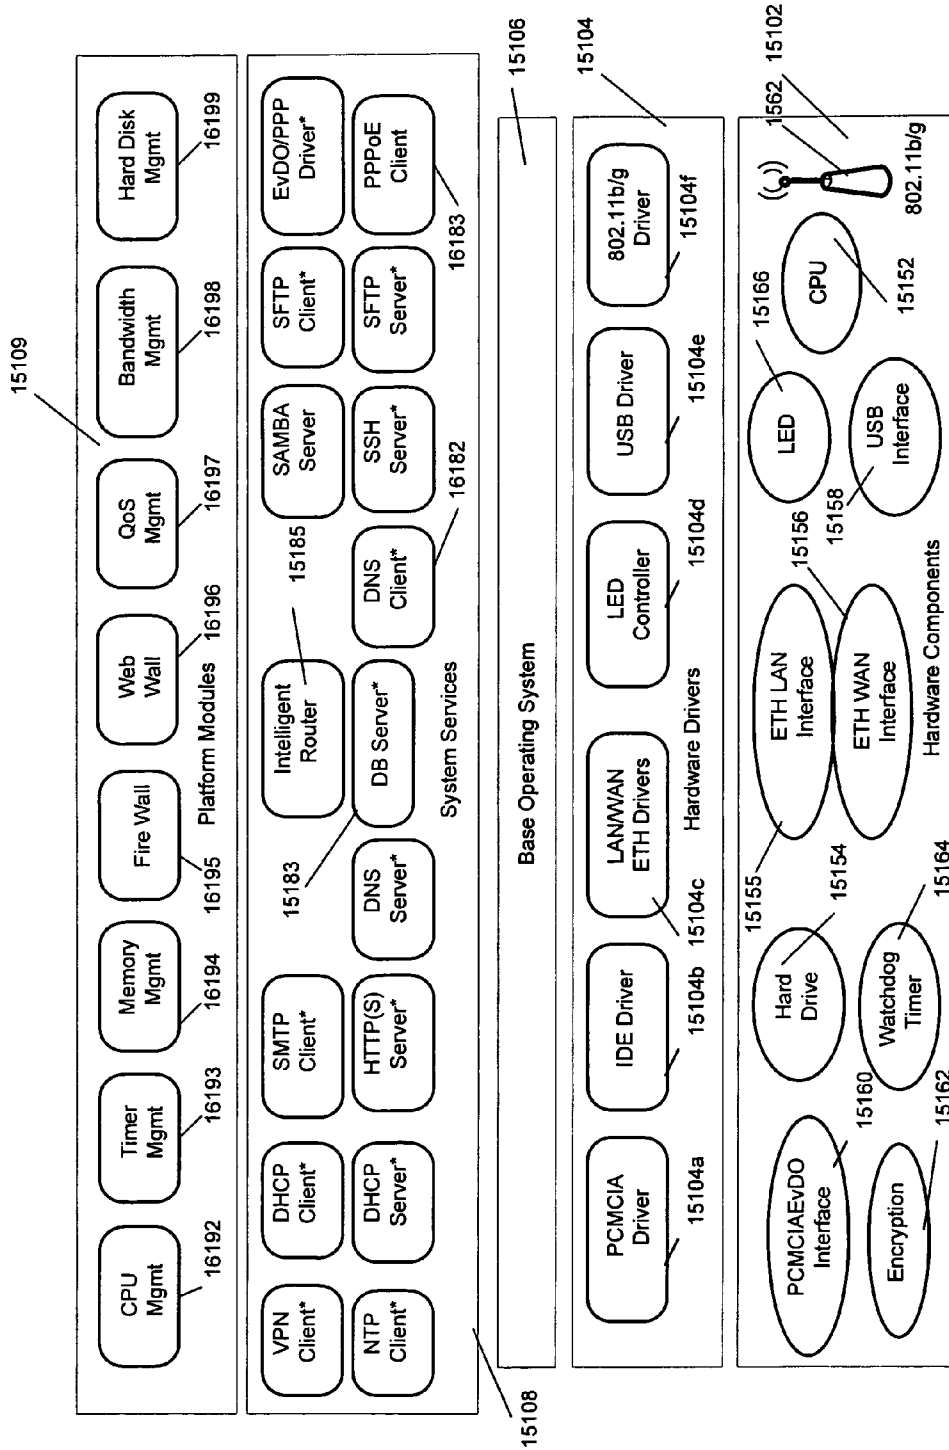 15109
CPU
Mgmt
16192
Timer
Mgmt
16193
Memory
Mgmt
16194
Fire Wall
16195
Web
Wall
16196
QoS
Mgmt
16197
Bandwidth
Mgmt
16198
Hard Disk
Mgmt
16199
Platform Modules
VPN
Client*
DHCP
Client*
SMTP
Client*
15183
Intelligent
Router
15185
SAMBA
Server
SFTP
Client*
EvDO/PPP
Driver*
NTP
Client*
DHCP
Server*
HTTP(S)
Server*
DNS
Server*
DB Server*
DNS
Client*
16182
SSH
Server*
SFTP
Server*
PPPoE
Client
16183
System Services
15108
Base Operating System
15106
PCMCIA
Driver
15104a
IDE Driver
15104b
LAN/WAN
ETH Drivers
15104c
LED
Controller
15104d
USB Driver
15104e
802.11b/g
Driver
15104f
15104
Hardware Drivers
PCMCIAEvDO
Interface
15160
Encryption
15162
Hard
Drive
15154
Watchdog
Timer
15164
15155
ETH LAN
Interface
ETH WAN
Interface
15156
LED
15166
USB
Interface
15158
CPU
15152
1562
15102
802.11b/g
Hardware Components